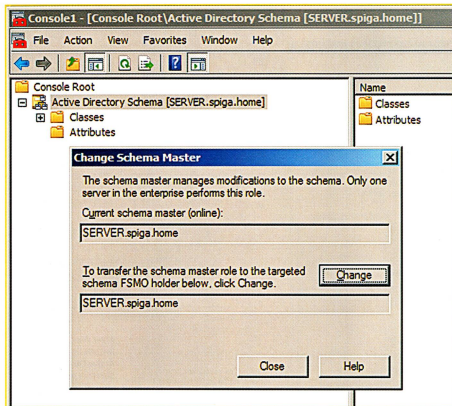 Console1 - [Console Root\Active Directory Schema [SERVER.spiga.home]]
File Action View Favorites Window Help
Console Root
Active Directory Schema [SERVER.spiga.home]
Classes
Attributes
Name
Classes
Attributes
Change Schema Master
The schema master manages modifications to the schema. Only one
server in the enterprise performs this role.
Current schema master (online):
SERVER.spiga.home
To transfer the schema master role to the targeted
schema FSMO holder below, click Change.
Change
SERVER.spiga.home
Close Help